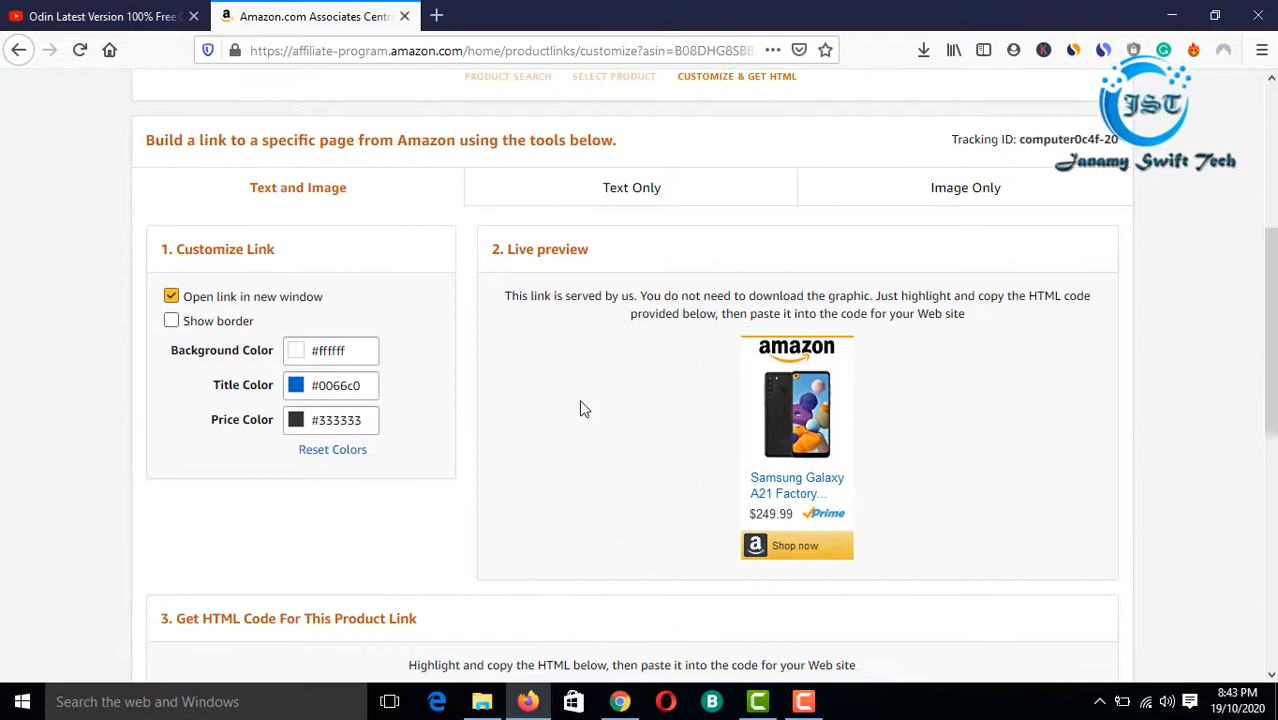 Odin Latest Version 100% Free
Amazon.com Associates Centr
https://affiliate-program.amazon.com/home/productlinks/customize?asin=B08DHG8SBB
PRODUCT SEARCH SELECT PRODUCT CUSTOMIZE & GET HTML
JST
Janamy Swift Tech
Build a link to a specific page from Amazon using the tools below.
Tracking ID: computer0c4f-20
Text and Image
Text Only
Image Only
1. Customize Link
Open link in new window
Show border
Background Color #ffffff
Title Color #0066c0
Price Color #333333
Reset Colors
2. Live preview
This link is served by us. You do not need to download the graphic. Just highlight and copy the HTML code
provided below, then paste it into the code for your Web site
amazon
Samsung Galaxy
A21 Factory...
$249.99 Prime
a Shop now
3. Get HTML Code For This Product Link
Highlight and copy the HTML below, then paste it into the code for your Web site
Search the web and Windows
8:43 PM
19/10/2020